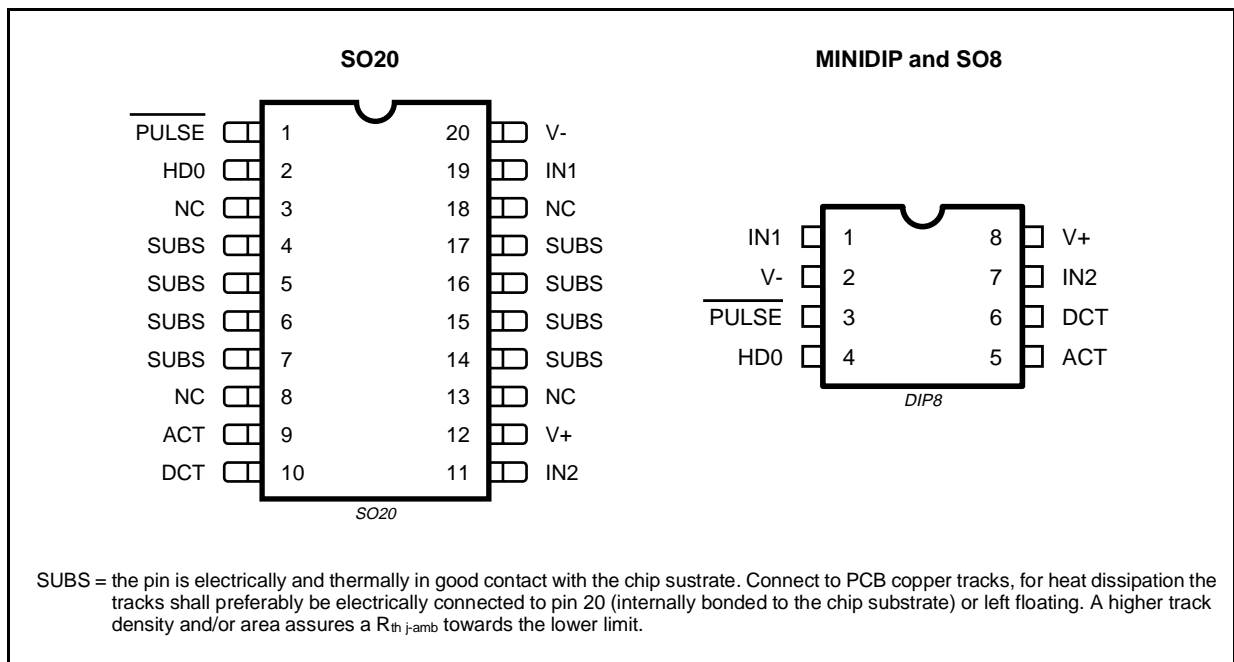 SO20
MINIDIP and SO8
PULSE 1 20 V-
HD0 2 19 IN1
NC 3 18 NC
SUBS 4 17 SUBS
SUBS 5 16 SUBS
SUBS 6 15 SUBS
SUBS 7 14 SUBS
NC 8 13 NC
ACT 9 12 V+
DCT 10 11 IN2
SO20
IN1 1 8 V+
V- 2 7 IN2
PULSE 3 6 DCT
HD0 4 5 ACT
DIP8
SUBS = the pin is electrically and thermally in good contact with the chip sustrate. Connect to PCB copper tracks, for heat dissipation the
tracks shall preferably be electrically connected to pin 20 (internally bonded to the chip substrate) or left floating. A higher track
density and/or area assures a Rth j-amb towards the lower limit.